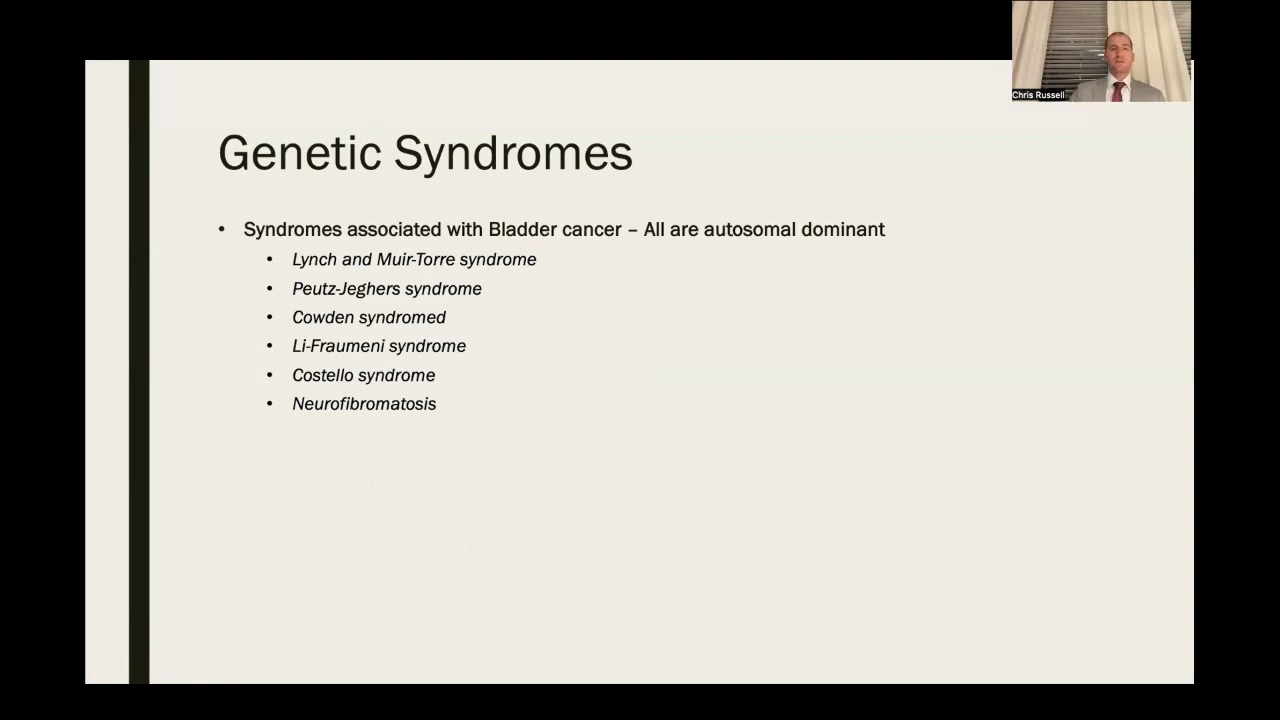 Chris Russell
Genetic Syndromes
• Syndromes associated with Bladder cancer – All are autosomal dominant
• Lynch and Muir-Torre syndrome
• Peutz-Jeghers syndrome
• Cowden syndromed
• Li-Fraumeni syndrome
• Costello syndrome
• Neurofibromatosis